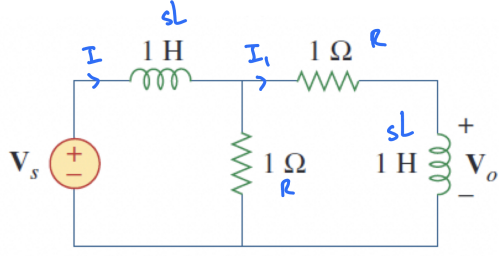 sL
I 1 H I₁ 1 Ω R
+
−
Vs
1 Ω
R
sL
1 H
+
Vo
−